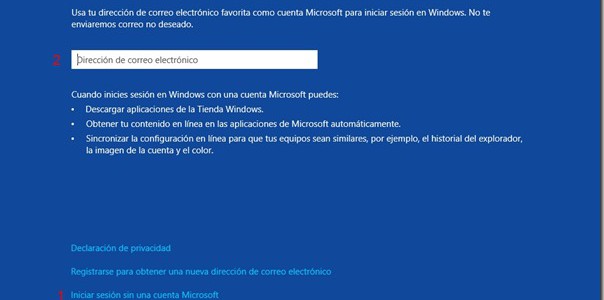 Usa tu dirección de correo electrónico favorita como cuenta Microsoft para iniciar sesión en Windows. No te
enviaremos correo no deseado.
2 Dirección de correo electrónico
Cuando inicies sesión en Windows con una cuenta Microsoft puedes:
• Descargar aplicaciones de la Tienda Windows.
• Obtener tu contenido en línea en las aplicaciones de Microsoft automáticamente.
• Sincronizar la configuración en línea para que tus equipos sean similares, por ejemplo, el historial del explorador,
la imagen de la cuenta y el color.
Declaración de privacidad
Registrarse para obtener una nueva dirección de correo electrónico
1 Iniciar sesión sin una cuenta Microsoft